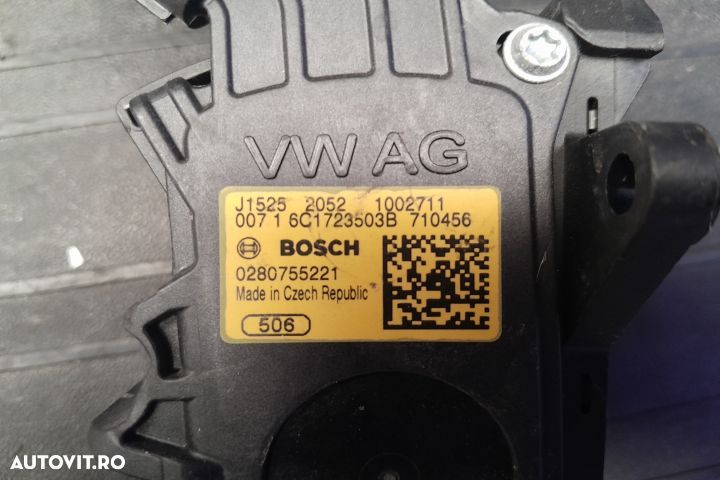 VW AG
J1525 2052 1002711
007 1 6C1723503B 710456
BOSCH
0280755221
Made in Czech Republic
506
AUTOVIT.RO